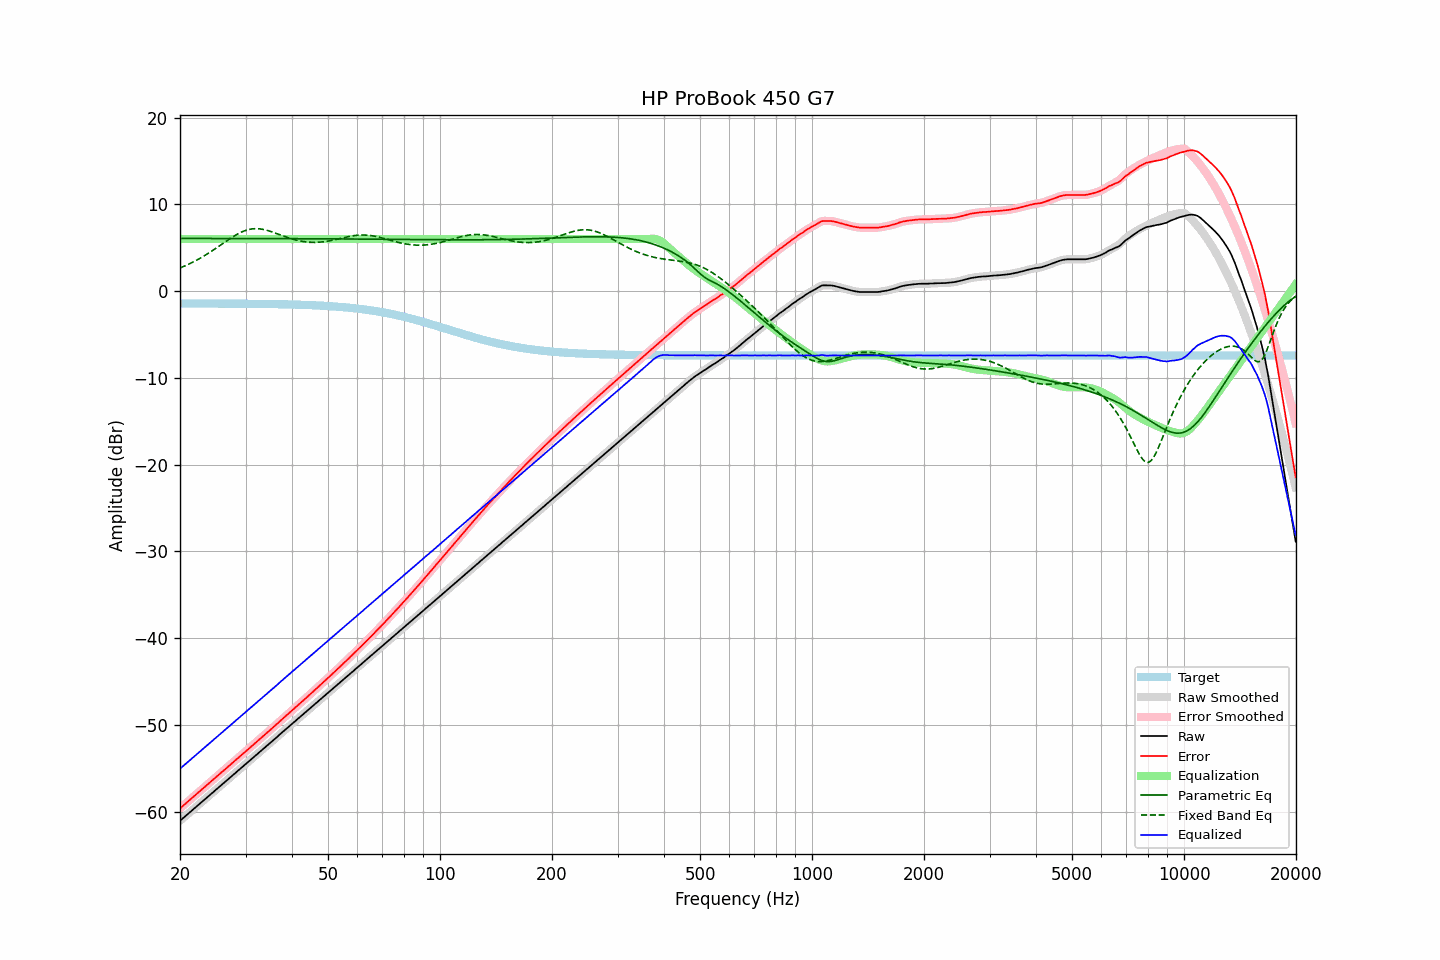 HP ProBook 450 G7
20
10
0
−10
−20
−30
−40
−50
−60
Amplitude (dBr)
20
50
100
200
500
1000
2000
5000
10000
20000
Frequency (Hz)
Target
Raw Smoothed
Error Smoothed
Raw
Error
Equalization
Parametric Eq
Fixed Band Eq
Equalized